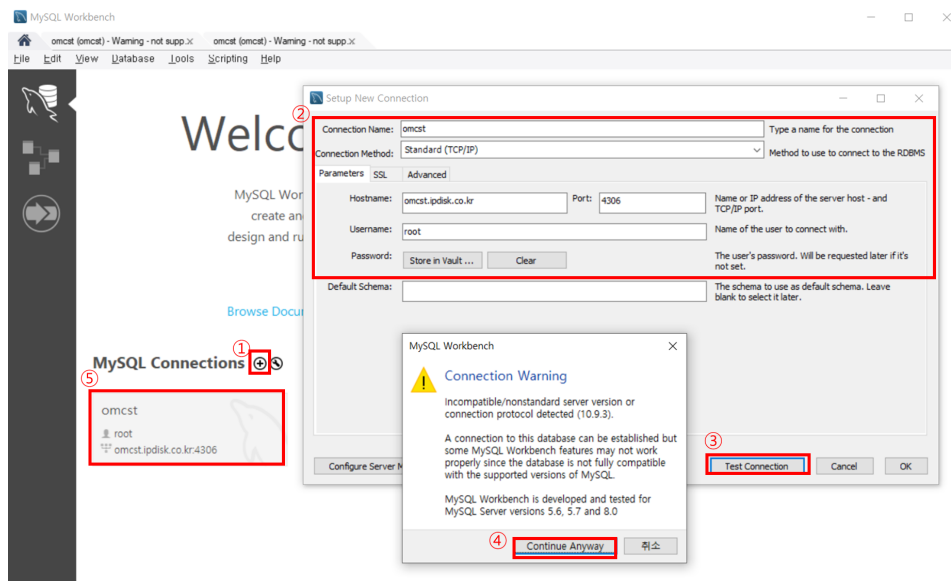 MySQL Workbench
omcst (omcst) - Warning - not supp.x omcst (omcst) - Warning - not supp.x
File Edit View Database Tools Scripting Help
Welc
MySQL Wor
create an
design and ru
Browse Docu
①
MySQL Connections
⑤
omcst
root
omcst.ipdisk.co.kr:4306
Setup New Connection
②
Connection Name: omcst Type a name for the connection
Connection Method: Standard (TCP/IP) Method to use to connect to the RDBMS
Parameters SSL Advanced
Hostname: omcst.ipdisk.co.kr Port: 4306 Name or IP address of the server host - and
TCP/IP port.
Username: root Name of the user to connect with.
Password: Store in Vault ... Clear The user's password. Will be requested later if it's
not set.
Default Schema: The schema to use as default schema. Leave
blank to select it later.
③
Configure Server M Test Connection Cancel OK
MySQL Workbench
Connection Warning
Incompatible/nonstandard server version or
connection protocol detected (10.9.3).
A connection to this database can be established but
some MySQL Workbench features may not work
properly since the database is not fully compatible
with the supported versions of MySQL.
MySQL Workbench is developed and tested for
MySQL Server versions 5.6, 5.7 and 8.0
④
Continue Anyway 취소